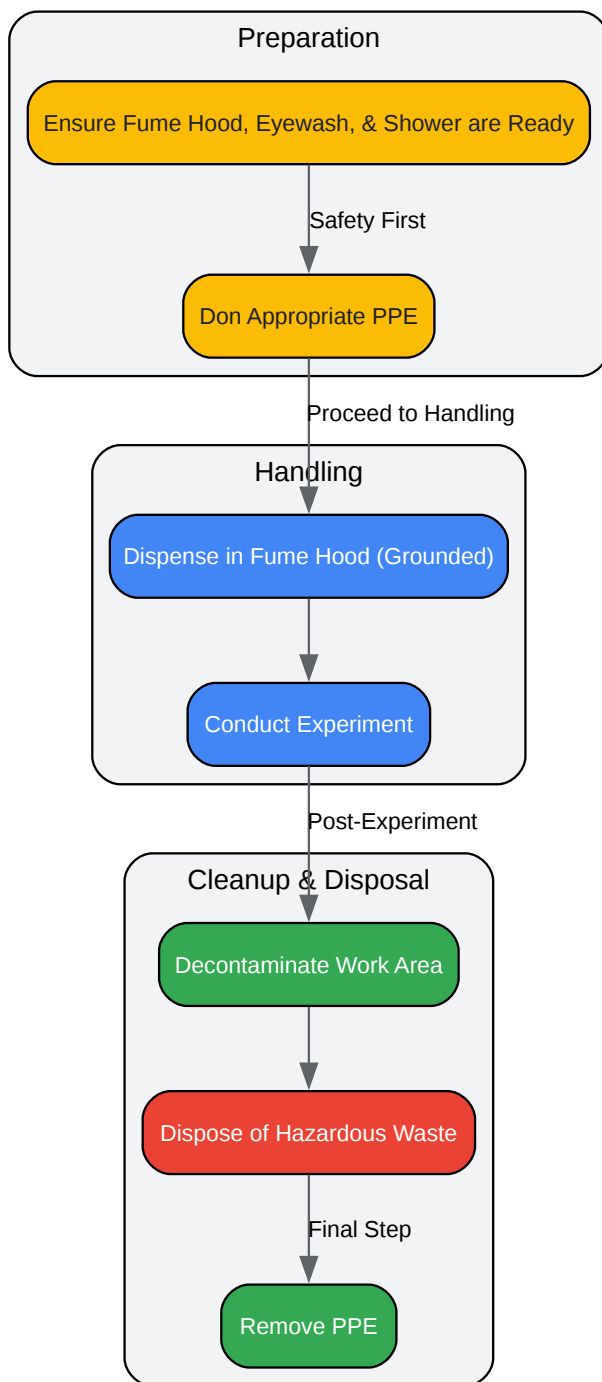 Preparation
Ensure Fume Hood, Eyewash, & Shower are Ready
Safety First
Don Appropriate PPE
Proceed to Handling
Handling
Dispense in Fume Hood (Grounded)
Conduct Experiment
Post-Experiment
Cleanup & Disposal
Decontaminate Work Area
Dispose of Hazardous Waste
Final Step
Remove PPE